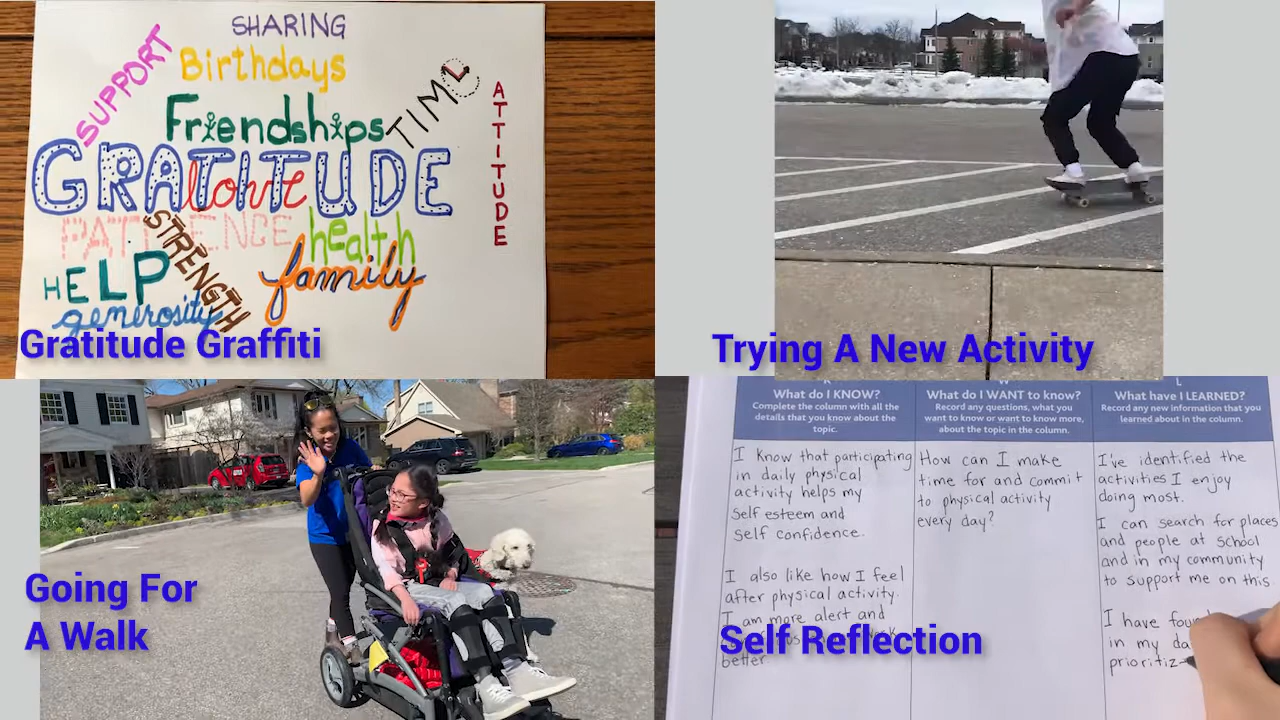 SHARING
SUPPORT
Birthdays
Friendships
TIME
ATTITUDE
GRATITUDE
love
PATIENCE
STRENGTH
health
HELP
family
generosity
Gratitude Graffiti
Trying A New Activity
Going For
A Walk
What do I KNOW?
Complete the column with all the
details that you know about the
topic.
I know that participating
in daily physical
activity helps my
self esteem and
self confidence.
I also like how I feel
after physical activity.
I am more alert and
better
W
What do I WANT to know?
Record any questions, what you
want to know or want to know more,
about the topic in the column.
How can I make
time for and commit
to physical activity
every day?
L
What have I LEARNED?
Record any new information that you
learned about in the column.
I've identified the
activities I enjoy
doing most.
I can search for places
and people at school
and in my community
to support me on this
I have
in my
Self Reflection